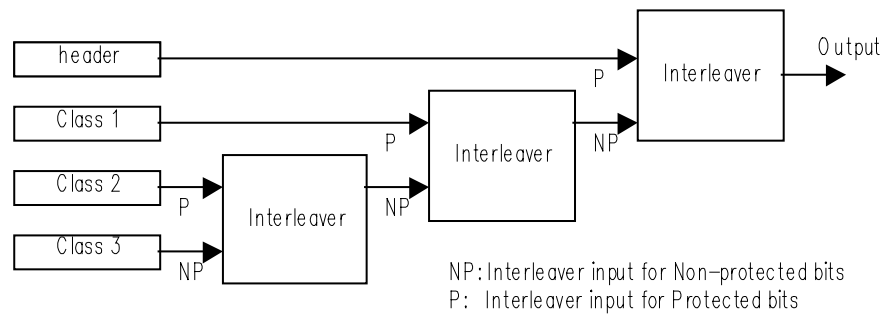 header
Output
P
Interleaver
Class 1
P
Interleaver
NP
Class 2
P
Interleaver
NP
Class 3
NP
NP: Interleaver input for Non-protected bits
P: Interleaver input for Protected bits